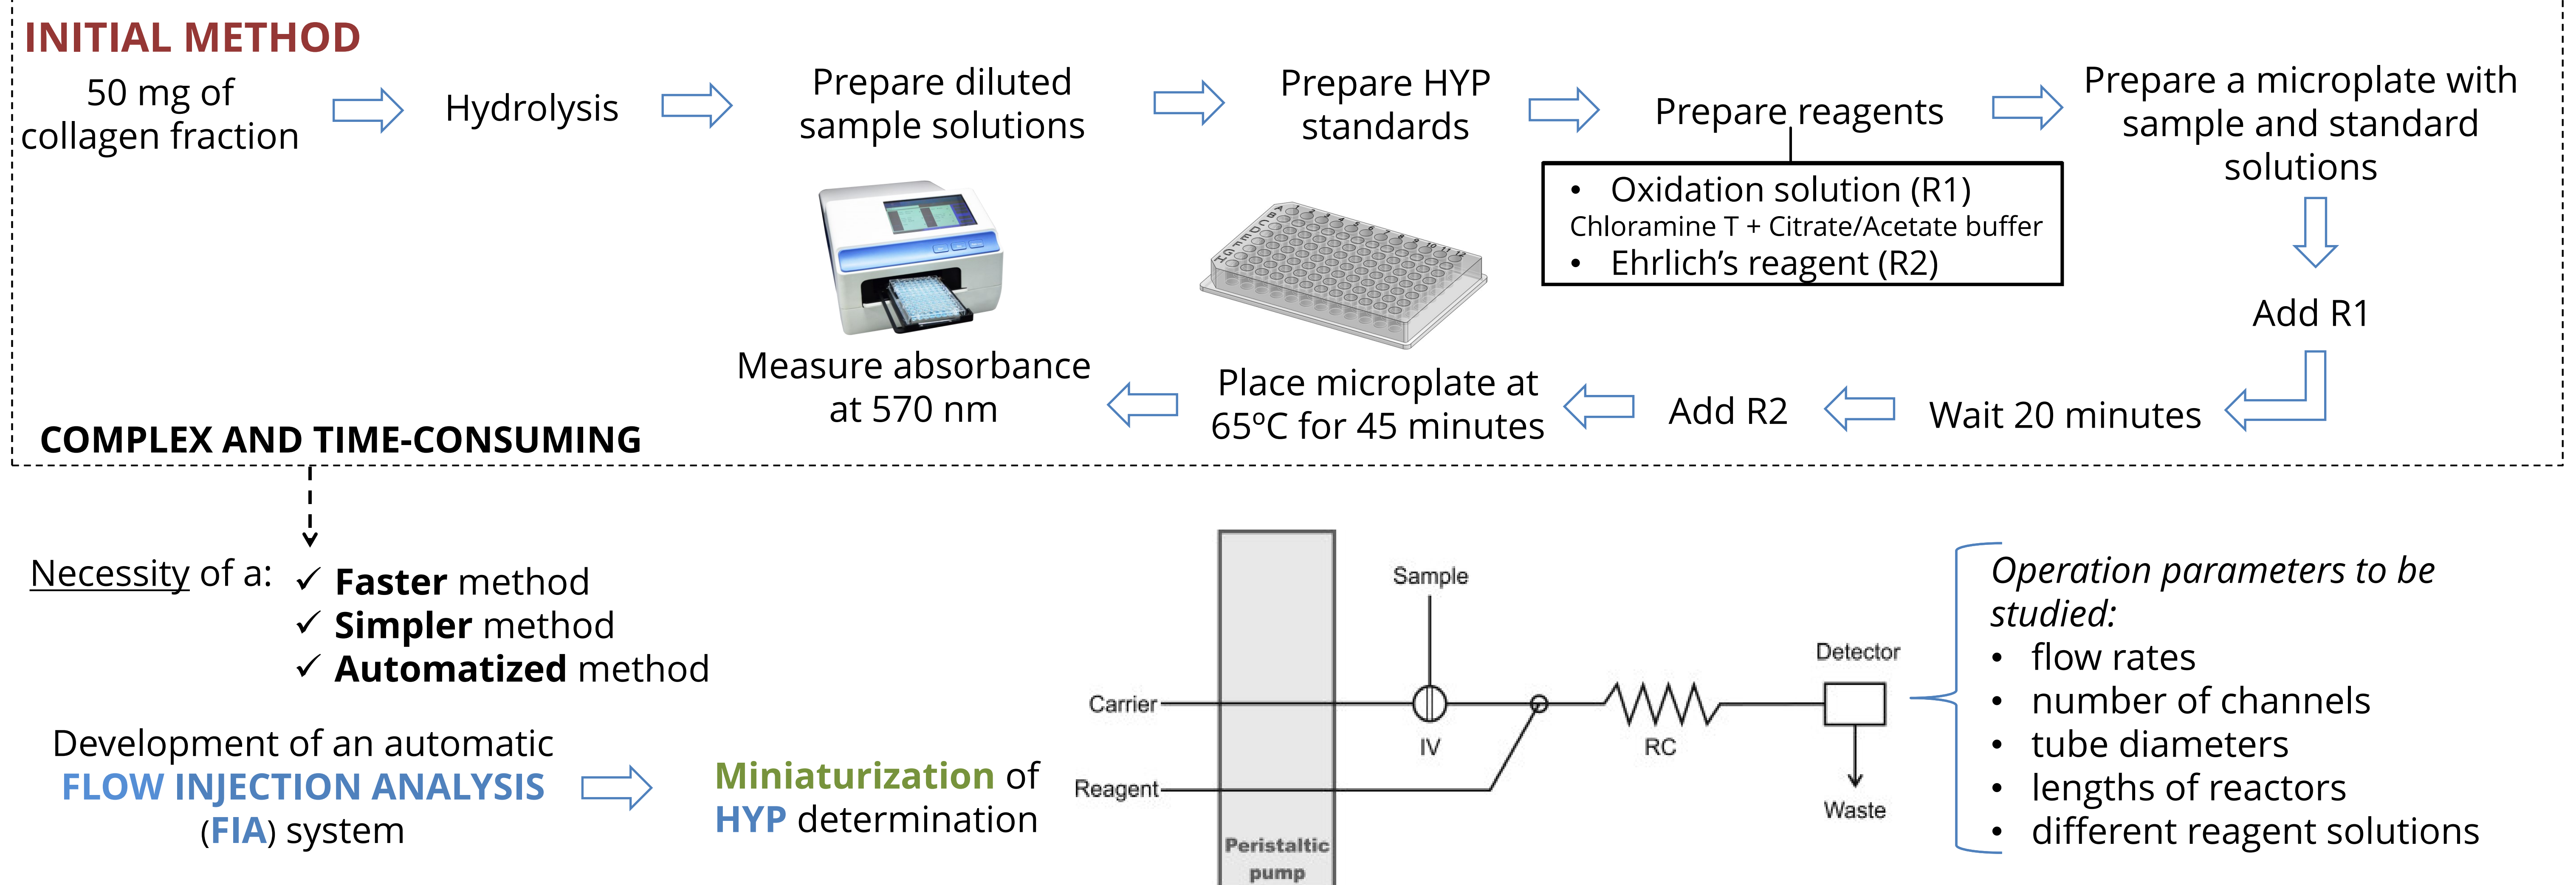 INITIAL METHOD
50 mg of
collagen fraction
Hydrolysis
Prepare diluted
sample solutions
Prepare HYP
standards
Prepare reagents
• Oxidation solution (R1)
Chloramine T + Citrate/Acetate buffer
• Ehrlich’s reagent (R2)
Prepare a microplate with
sample and standard
solutions
Add R1
Wait 20 minutes
Add R2
Place microplate at
65ºC for 45 minutes
Measure absorbance
at 570 nm
COMPLEX AND TIME-CONSUMING
Necessity of a:
✓ Faster method
✓ Simpler method
✓ Automatized method
Development of an automatic
FLOW INJECTION ANALYSIS
(FIA) system
Miniaturization of
HYP determination
Sample
Carrier
IV
RC
Detector
Reagent
Waste
Peristaltic
pump
Operation parameters to be
studied:
• flow rates
• number of channels
• tube diameters
• lengths of reactors
• different reagent solutions